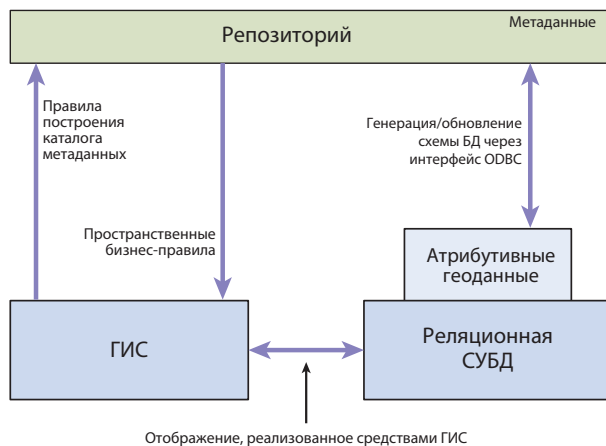 Метаданные
Репозиторий
Правила
построения
каталога
метаданных
Генерация/обновление
схемы БД через
интерфейс ODBC
Пространственные
бизнес-правила
Атрибутивные
геоданные
ГИС
Реляционная
СУБД
Отображение, реализованное средствами ГИС